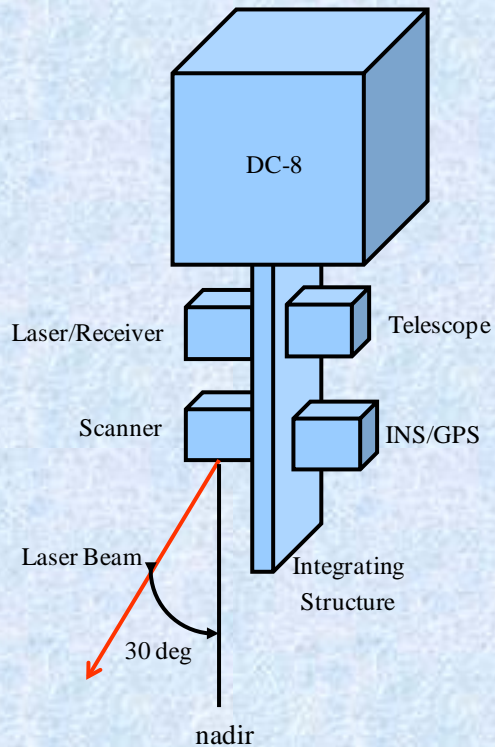 DC-8
Laser/Receiver
Telescope
Scanner
INS/GPS
Laser Beam
Integrating
Structure
30 deg
nadir